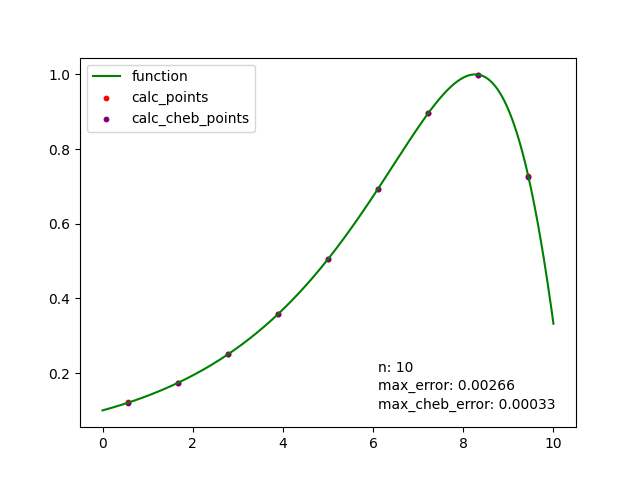 function
calc_points
calc_cheb_points
1.0
0.8
0.6
0.4
0.2
n: 10
max_error: 0.00266
max_cheb_error: 0.00033
0 2 4 6 8 10